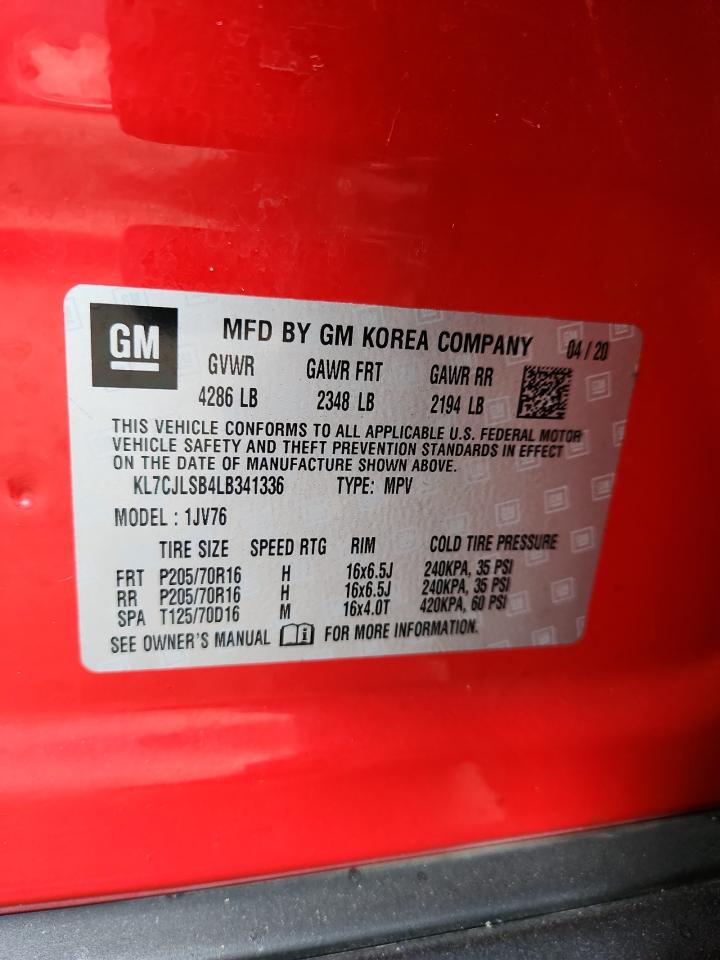 GM
MFD BY GM KOREA COMPANY 04 / 20
GVWR GAWR FRT GAWR RR
4286 LB 2348 LB 2194 LB
THIS VEHICLE CONFORMS TO ALL APPLICABLE U.S. FEDERAL MOTOR
VEHICLE SAFETY AND THEFT PREVENTION STANDARDS IN EFFECT
ON THE DATE OF MANUFACTURE SHOWN ABOVE.
KL7CJLSB4LB341336 TYPE: MPV
MODEL : 1JV76
TIRE SIZE SPEED RTG RIM COLD TIRE PRESSURE
FRT P205/70R16 H 16x6.5J 240KPA, 35 PSI
RR P205/70R16 H 16x6.5J 240KPA, 35 PSI
SPA T125/70D16 M 16x4.0T 420KPA, 60 PSI
SEE OWNER'S MANUAL FOR MORE INFORMATION.